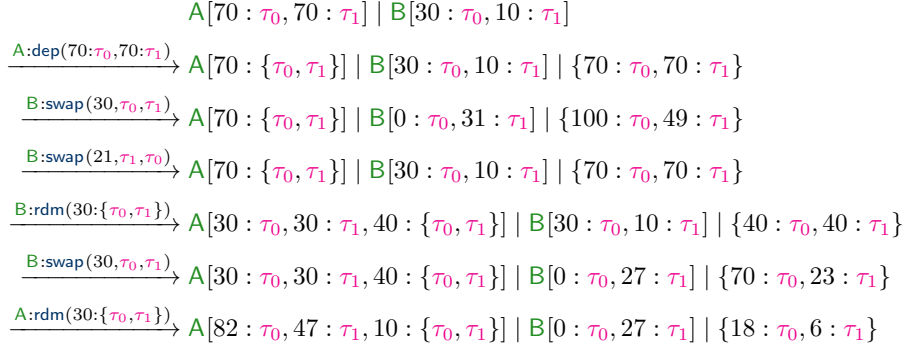 A[70 : τ₀, 70 : τ₁] | B[30 : τ₀, 10 : τ₁]
A:dep(70:τ₀,70:τ₁)→ A[70 : {τ₀, τ₁}] | B[30 : τ₀, 10 : τ₁] | {70 : τ₀, 70 : τ₁}
B:swap(30,τ₀,τ₁)→ A[70 : {τ₀, τ₁}] | B[0 : τ₀, 31 : τ₁] | {100 : τ₀, 49 : τ₁}
B:swap(21,τ₁,τ₀)→ A[70 : {τ₀, τ₁}] | B[30 : τ₀, 10 : τ₁] | {70 : τ₀, 70 : τ₁}
B:rdm(30:{τ₀,τ₁})→ A[30 : τ₀, 30 : τ₁, 40 : {τ₀, τ₁}] | B[30 : τ₀, 10 : τ₁] | {40 : τ₀, 40 : τ₁}
B:swap(30,τ₀,τ₁)→ A[30 : τ₀, 30 : τ₁, 40 : {τ₀, τ₁}] | B[0 : τ₀, 27 : τ₁] | {70 : τ₀, 23 : τ₁}
A:rdm(30:{τ₀,τ₁})→ A[82 : τ₀, 47 : τ₁, 10 : {τ₀, τ₁}] | B[0 : τ₀, 27 : τ₁] | {18 : τ₀, 6 : τ₁}